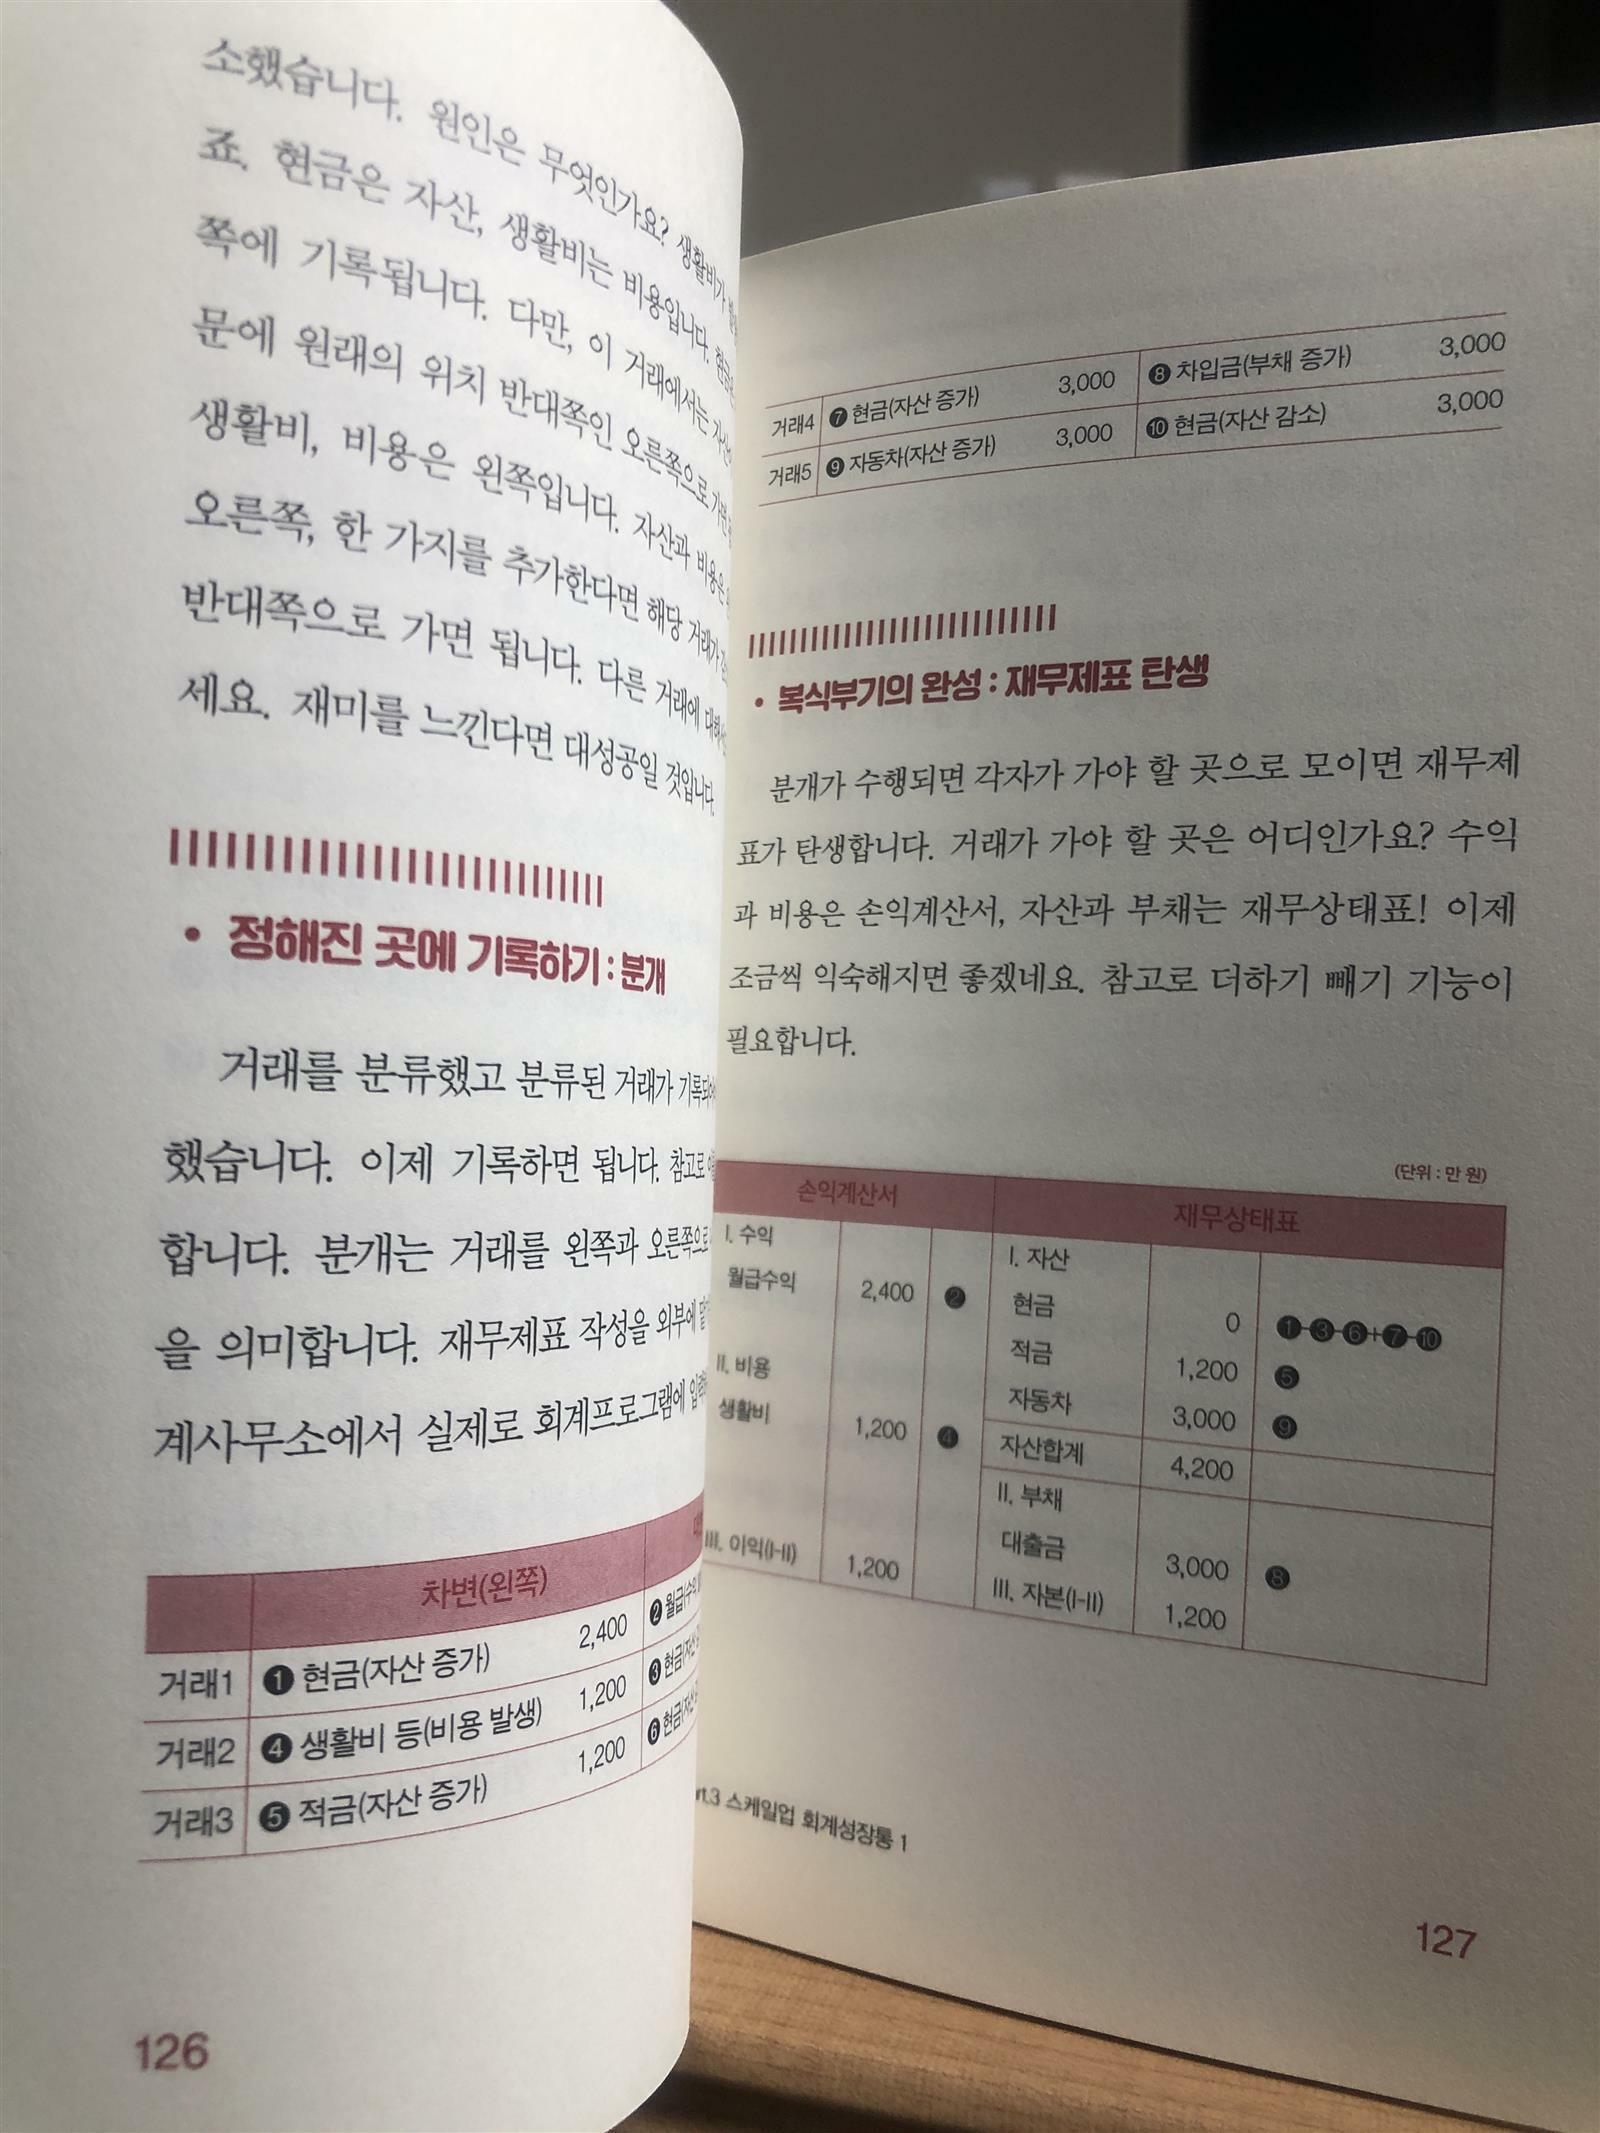 소했습니다. 원인은 무엇인가요? 생활비가
죠. 현금은 자산, 생활비는 비용입니다. 현금은
쪽에 기록됩니다. 다만, 이 거래에서는
문에 원래의 위치 반대쪽인 오른쪽으로 가면
생활비, 비용은 왼쪽입니다. 자산과 비용은
오른쪽, 한 가지를 추가한다면 해당 거래가
반대쪽으로 가면 됩니다. 다른 거래에
세요. 재미를 느낀다면 대성공일 것입니다.
• 정해진 곳에 기록하기 : 분개
거래를 분류했고 분류된 거래가
했습니다. 이제 기록하면 됩니다. 참고로
합니다. 분개는 거래를 왼쪽과 오른쪽으로
을 의미합니다. 재무제표 작성을 외부에
계사무소에서 실제로 회계프로그램에
차변(왼쪽)
거래1 ❶ 현금(자산 증가) 2,400 ❷ 월급(수익
거래2 ❹ 생활비 등(비용 발생) 1,200 ❸ 현금(자산
거래3 ❺ 적금(자산 증가) 1,200 ❻ 현금(자산
126
거래4 ❼ 현금(자산 증가) 3,000 ❽ 차입금(부채 증가) 3,000
거래5 ❾ 자동차(자산 증가) 3,000 ❿ 현금(자산 감소) 3,000
• 복식부기의 완성 : 재무제표 탄생
분개가 수행되면 각자가 가야 할 곳으로 모이면 재무제
표가 탄생합니다. 거래가 가야 할 곳은 어디인가요? 수익
과 비용은 손익계산서, 자산과 부채는 재무상태표! 이제
조금씩 익숙해지면 좋겠네요. 참고로 더하기 빼기 기능이
필요합니다.
(단위 : 만 원)
손익계산서 재무상태표
I. 수익 I. 자산
월급수익 2,400 ❷ 현금 0 ❶-❸-❻+❼-❿
적금 1,200 ❺
II. 비용 자동차 3,000 ❾
생활비 1,200 ❹ 자산합계 4,200
II. 부채
대출금 3,000 ❽
III. 이익(I-II) 1,200 III. 자본(I-II) 1,200
스케일업 회계성장통 1
127